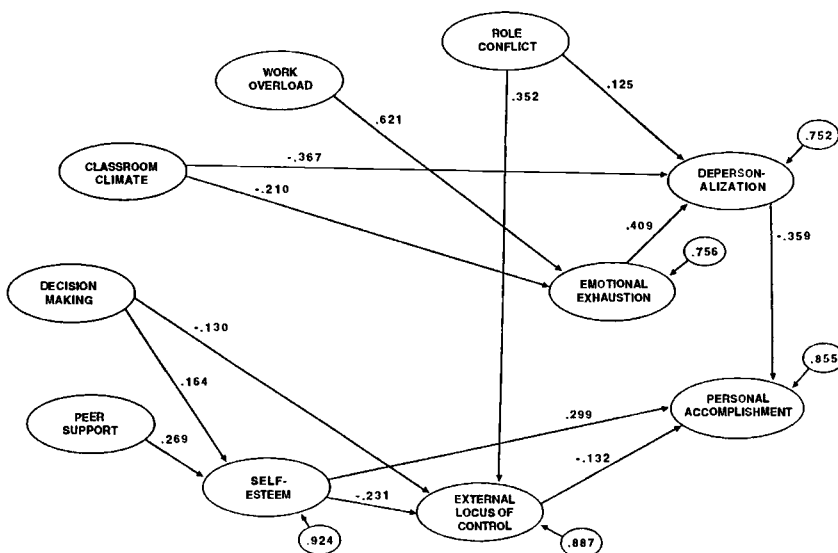 ROLE
CONFLICT
WORK
OVERLOAD
.352
.125
.621
.752
CLASSROOM
CLIMATE
-.367
DEPERSON-
ALIZATION
-.210
.409
-.359
.756
DECISION
MAKING
EMOTIONAL
EXHAUSTION
-.130
.855
.164
PERSONAL
ACCOMPLISHMENT
PEER
SUPPORT
.269
.299
-.132
SELF-
ESTEEM
-.231
EXTERNAL
LOCUS OF
CONTROL
.924
.887